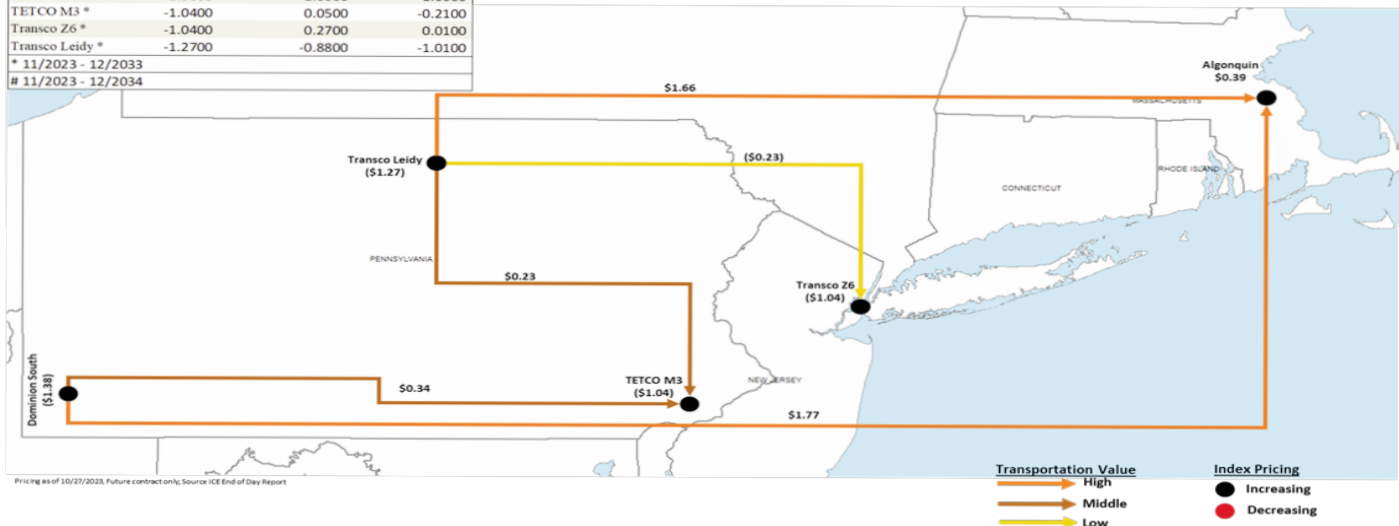 TETCO M3 * -1.0400 0.0500 -0.2100
Transco Z6 * -1.0400 0.2700 0.0100
Transco Leidy * -1.2700 -0.8800 -1.0100
* 11/2023 - 12/2033
# 11/2023 - 12/2034
Algonquin
$0.39
$1.66
MASSACHUSETTS
Transco Leidy
($1.27)
($0.23)
RHODE ISLAND
CONNECTICUT
PENNSYLVANIA
$0.23
Transco Z6
($1.04)
Dominion South
($1.38)
$0.34
TETCO M3
($1.04)
NEW JERSEY
$1.77
Pricing as of 10/27/2023, Future contract only; Source ICE End of Day Report
Transportation Value
High
Middle
Low
Index Pricing
Increasing
Decreasing